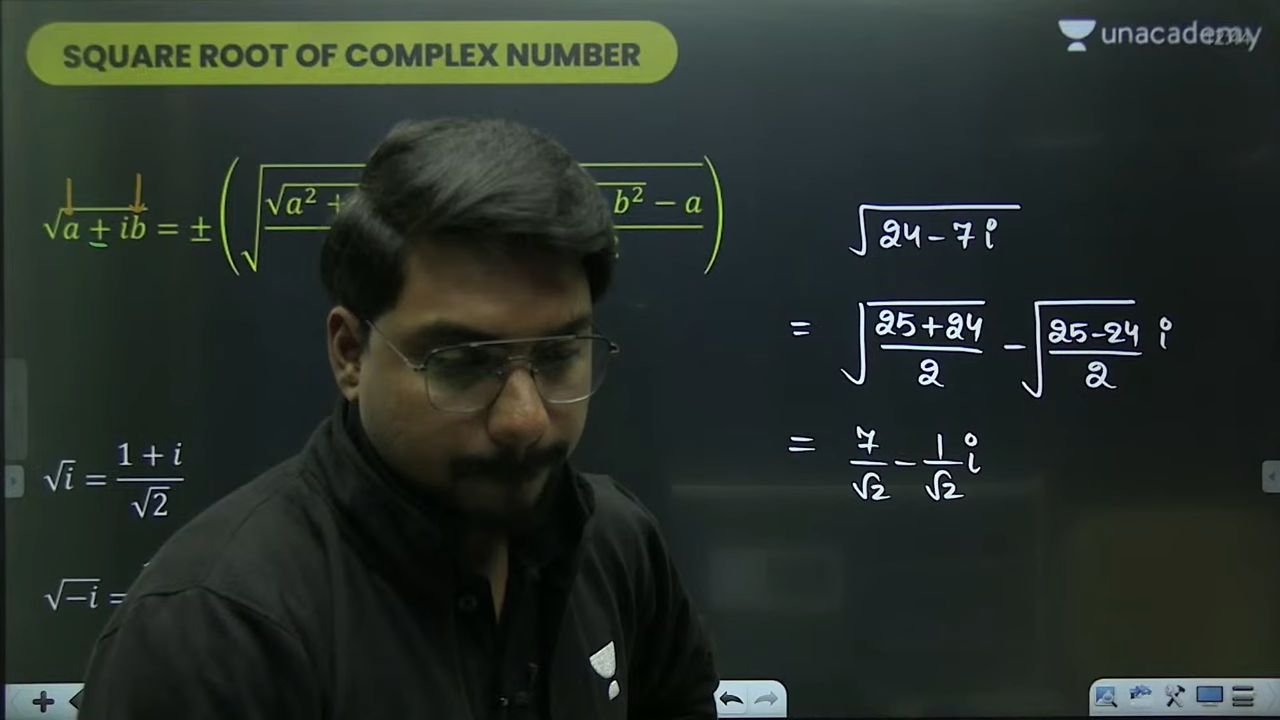 SQUARE ROOT OF COMPLEX NUMBER
unacademy
√a + ib = ±(√(√a² + b² − a))
√24 - 7i
= √(25+24)/2 - √(25-24)/2 i
= 7/√2 - 1/√2 i
√i = (1 + i)/√2
√−i =